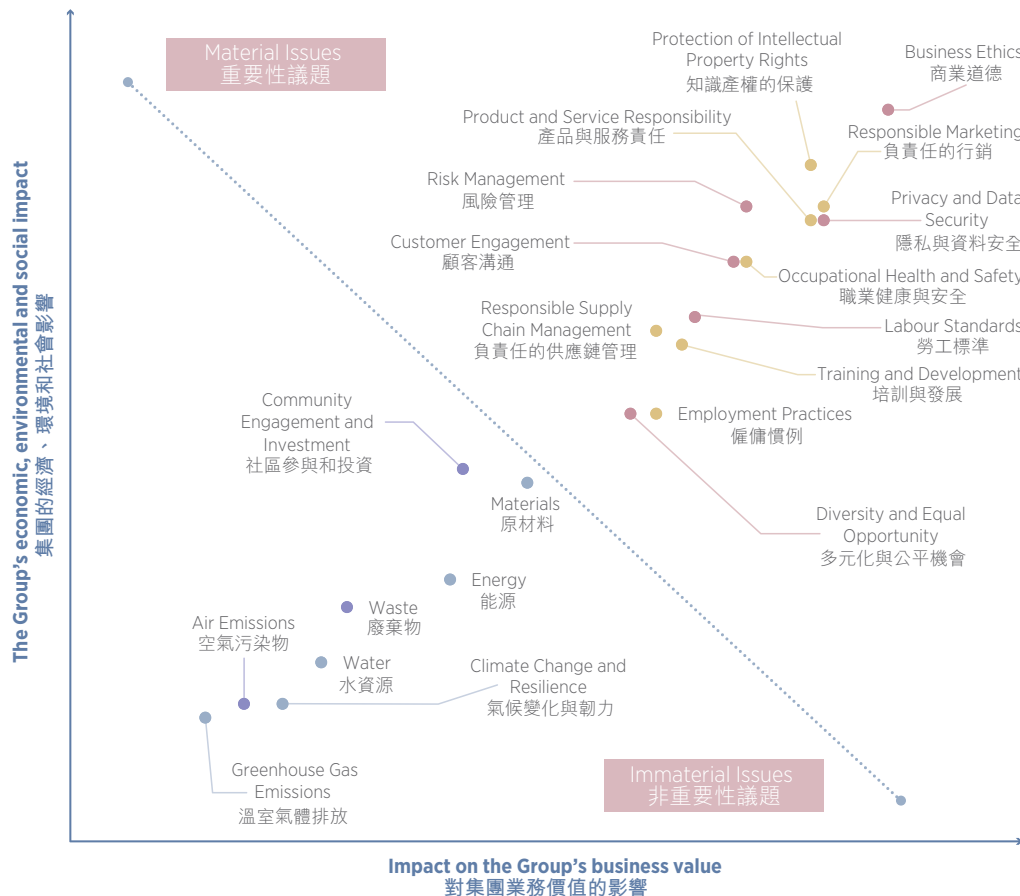 Material Issues
重要性議題
Protection of Intellectual
Property Rights
知識產權的保護
Business Ethics
商業道德
Product and Service Responsibility
產品與服務責任
Responsible Marketing
負責任的行銷
Risk Management
風險管理
Privacy and Data
Security
隱私與資料安全
Customer Engagement
顧客溝通
Occupational Health and Safety
職業健康與安全
Responsible Supply
Chain Management
負責任的供應鏈管理
Labour Standards
勞工標準
Training and Development
培訓與發展
Community
Engagement and
Investment
社區參與和投資
Employment Practices
僱傭慣例
Materials
原材料
Diversity and Equal
Opportunity
多元化與公平機會
Energy
能源
Waste
廢棄物
Air Emissions
空氣污染物
Water
水資源
Climate Change and
Resilience
氣候變化與韌力
Greenhouse Gas
Emissions
溫室氣體排放
Immaterial Issues
非重要性議題
The Group's economic, environmental and social impact
集團的經濟、環境和社會影響
Impact on the Group's business value
對集團業務價值的影響